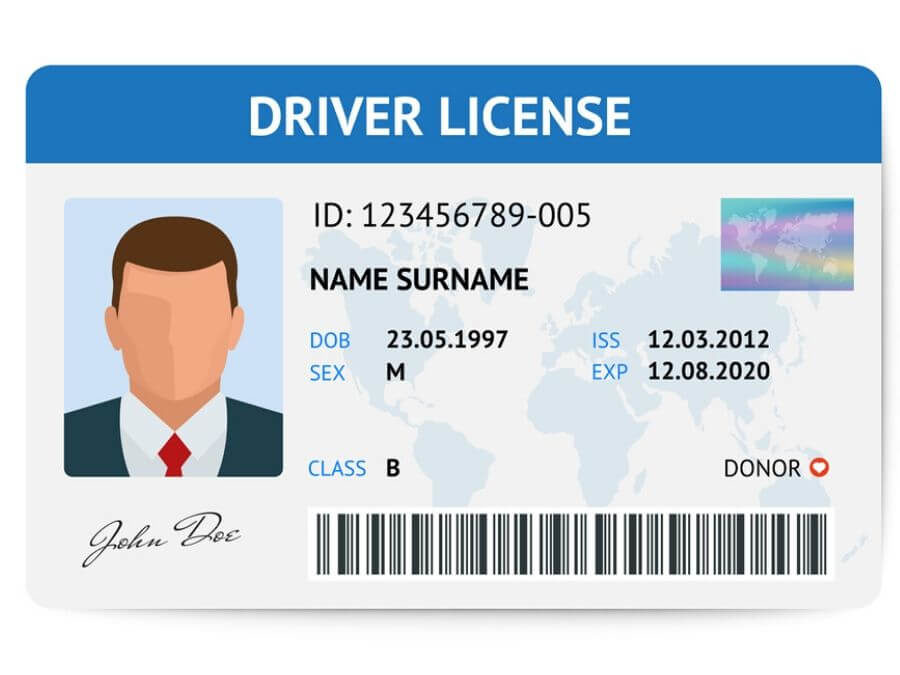 DRIVER LICENSE
ID: 123456789-005
NAME SURNAME
DOB 23.05.1997 ISS 12.03.2012
SEX M EXP 12.08.2020
CLASS B DONOR
John Doe